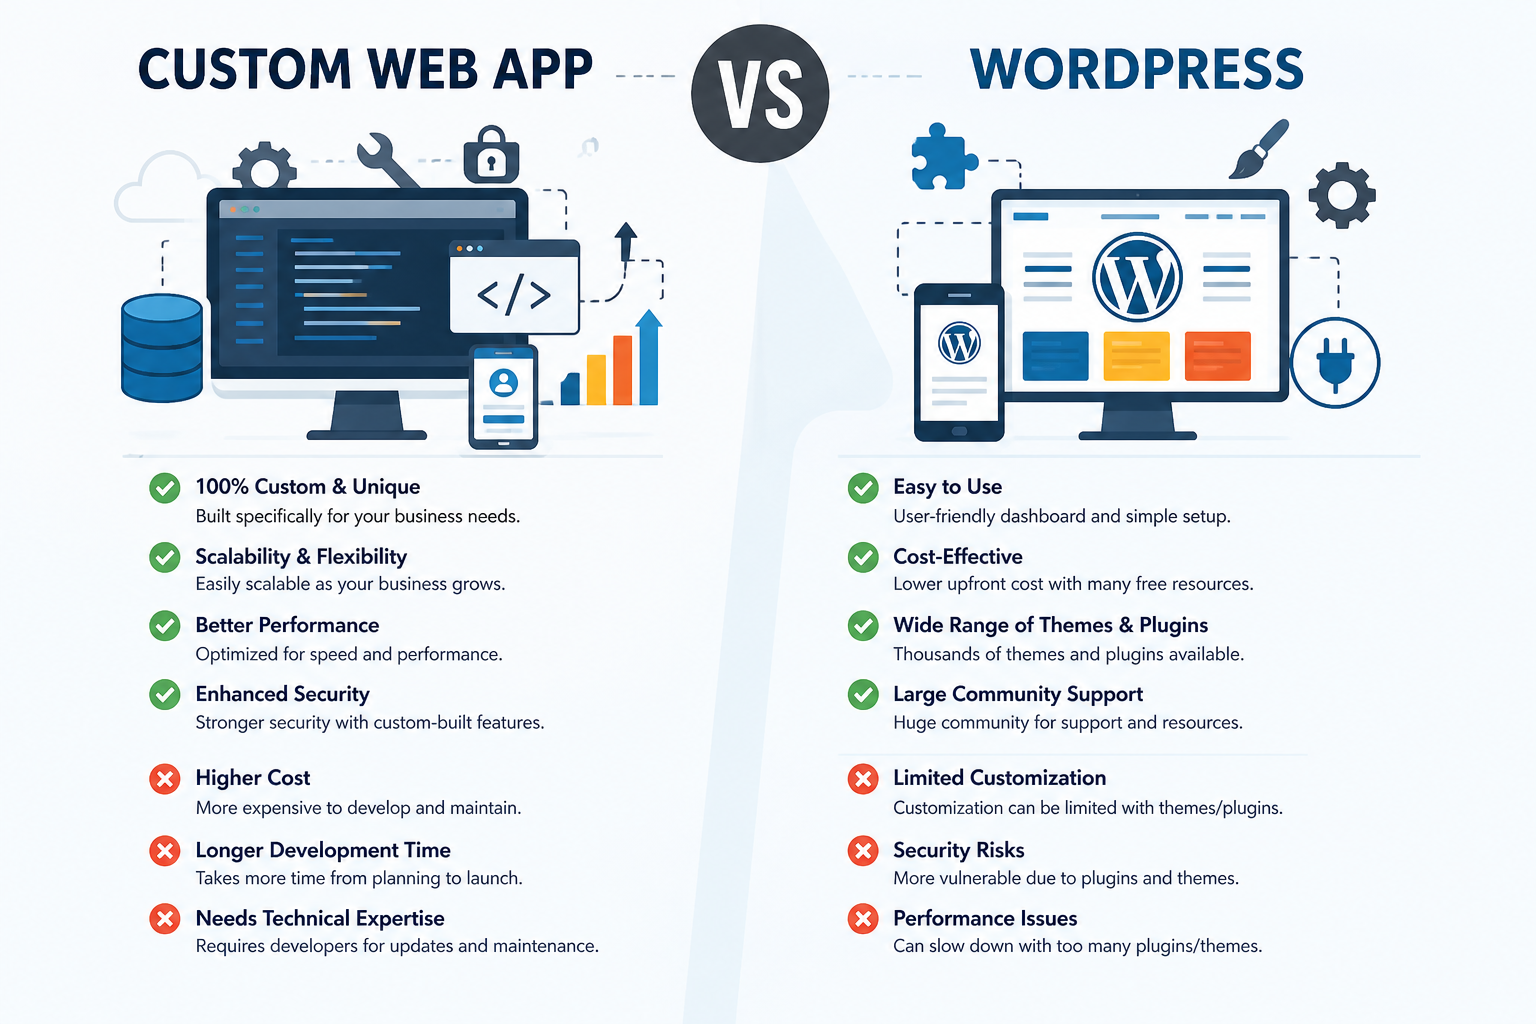 CUSTOM WEB APP
VS
WORDPRESS
</>
100% Custom & Unique
Built specifically for your business needs.
Scalability & Flexibility
Easily scalable as your business grows.
Better Performance
Optimized for speed and performance.
Enhanced Security
Stronger security with custom-built features.
Higher Cost
More expensive to develop and maintain.
Longer Development Time
Takes more time from planning to launch.
Needs Technical Expertise
Requires developers for updates and maintenance.
W
W
Easy to Use
User-friendly dashboard and simple setup.
Cost-Effective
Lower upfront cost with many free resources.
Wide Range of Themes & Plugins
Thousands of themes and plugins available.
Large Community Support
Huge community for support and resources.
Limited Customization
Customization can be limited with themes/plugins.
Security Risks
More vulnerable due to plugins and themes.
Performance Issues
Can slow down with too many plugins/themes.